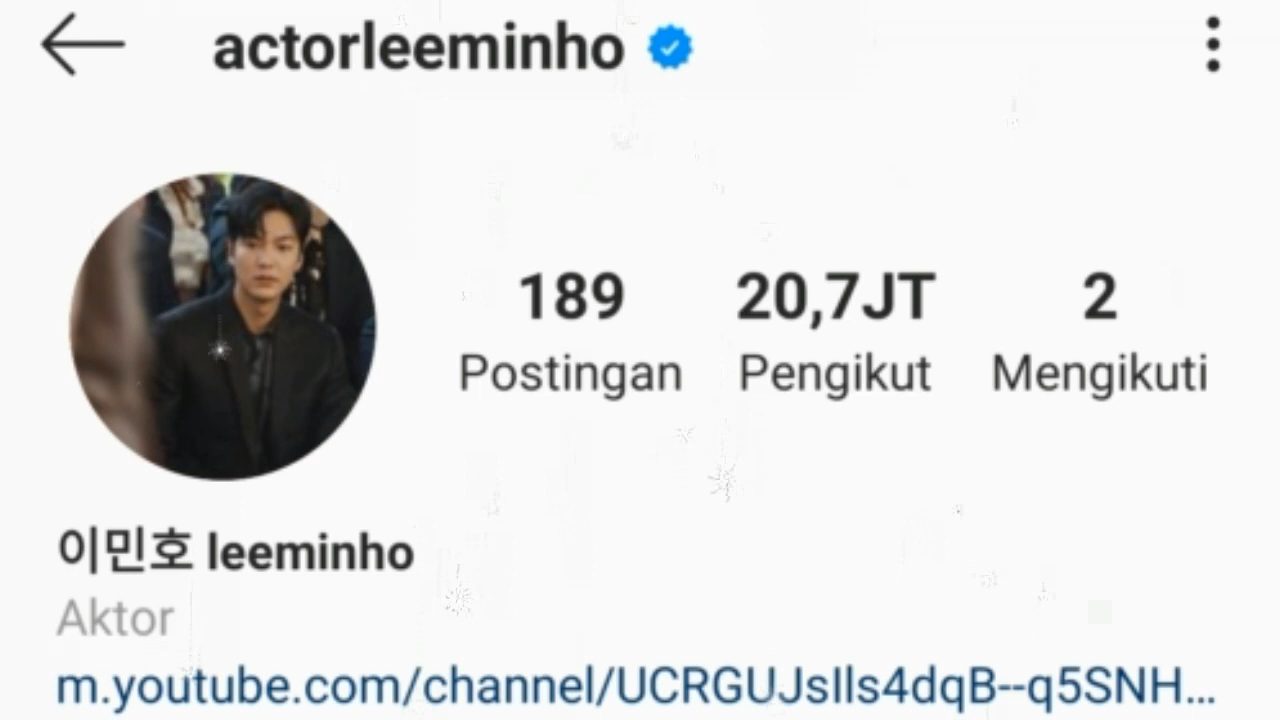 actorleeminho
189 20,7JT 2
Postingan Pengikut Mengikuti
이민호 leeminho
Aktor
m.youtube.com/channel/UCRGUJsIls4dqB--q5SNH...